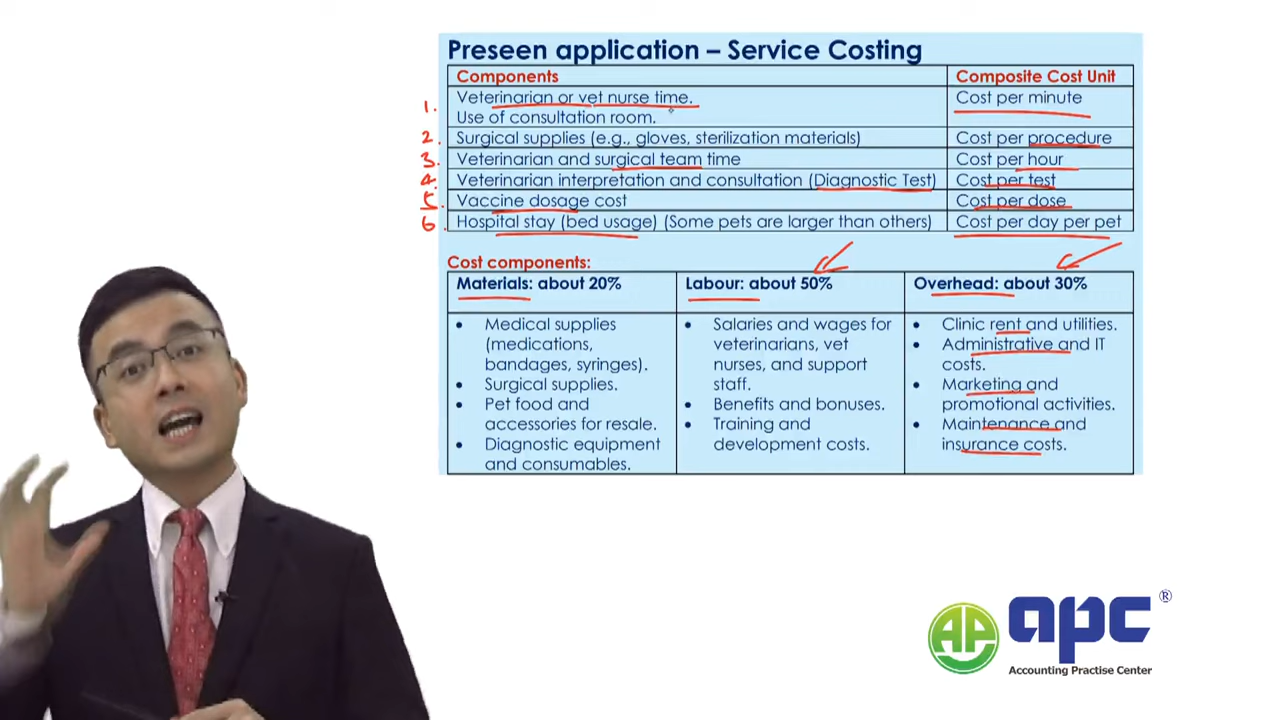 Preseen application – Service Costing
Components
Composite Cost Unit
1.
Veterinarian or vet nurse time.
Use of consultation room.
Cost per minute
2.
Surgical supplies (e.g., gloves, sterilization materials)
Cost per procedure
3.
Veterinarian and surgical team time
Cost per hour
4.
Veterinarian interpretation and consultation (Diagnostic Test)
Cost per test
5.
Vaccine dosage cost
Cost per dose
6.
Hospital stay (bed usage) (Some pets are larger than others)
Cost per day per pet
Cost components:
Materials: about 20%
Labour: about 50%
Overhead: about 30%
• Medical supplies
(medications,
bandages, syringes).
• Surgical supplies.
• Pet food and
accessories for resale.
• Diagnostic equipment
and consumables.
• Salaries and wages for
veterinarians, vet
nurses, and support
staff.
• Benefits and bonuses.
• Training and
development costs.
• Clinic rent and utilities.
• Administrative and IT
costs.
• Marketing and
promotional activities.
• Maintenance and
insurance costs.
AP
apc ®
Accounting Practise Center